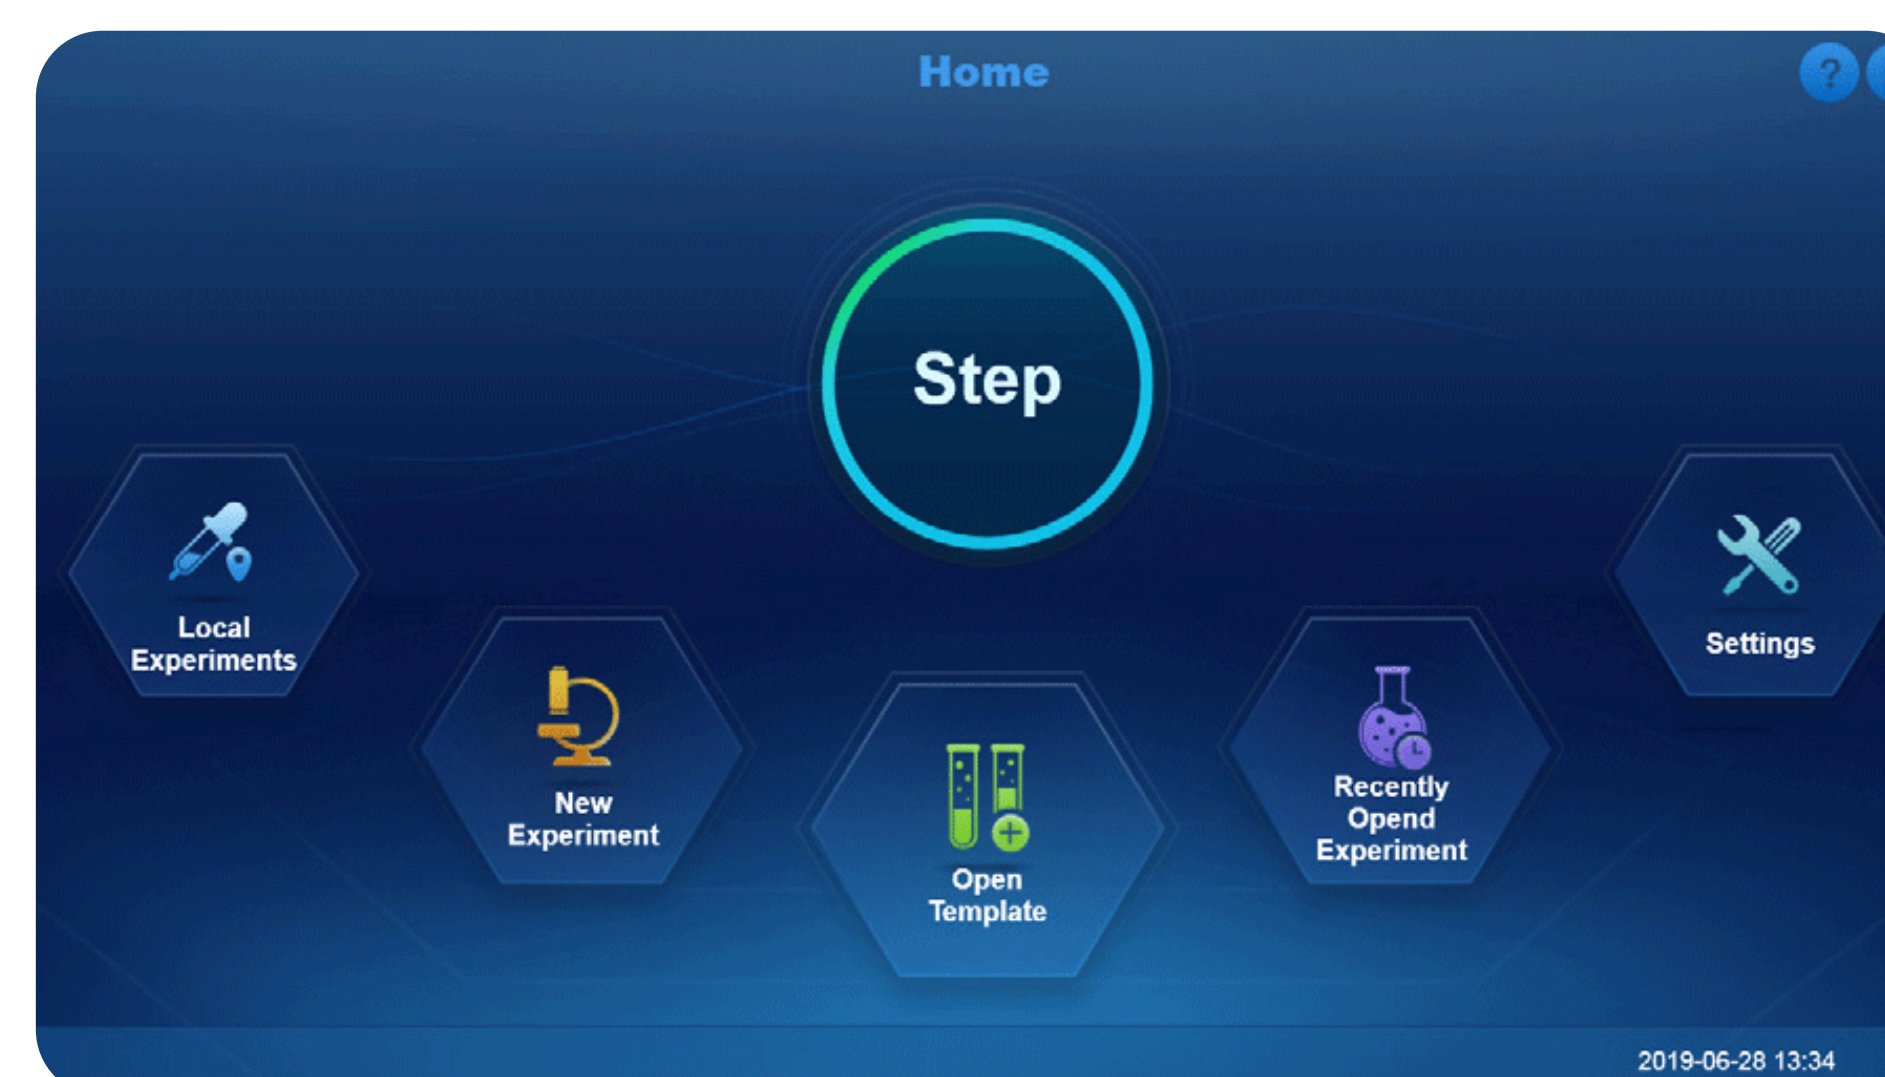 Home
?
Step
Local
Experiments
New
Experiment
Open
Template
Recently
Opend
Experiment
Settings
2019-06-28 13:34